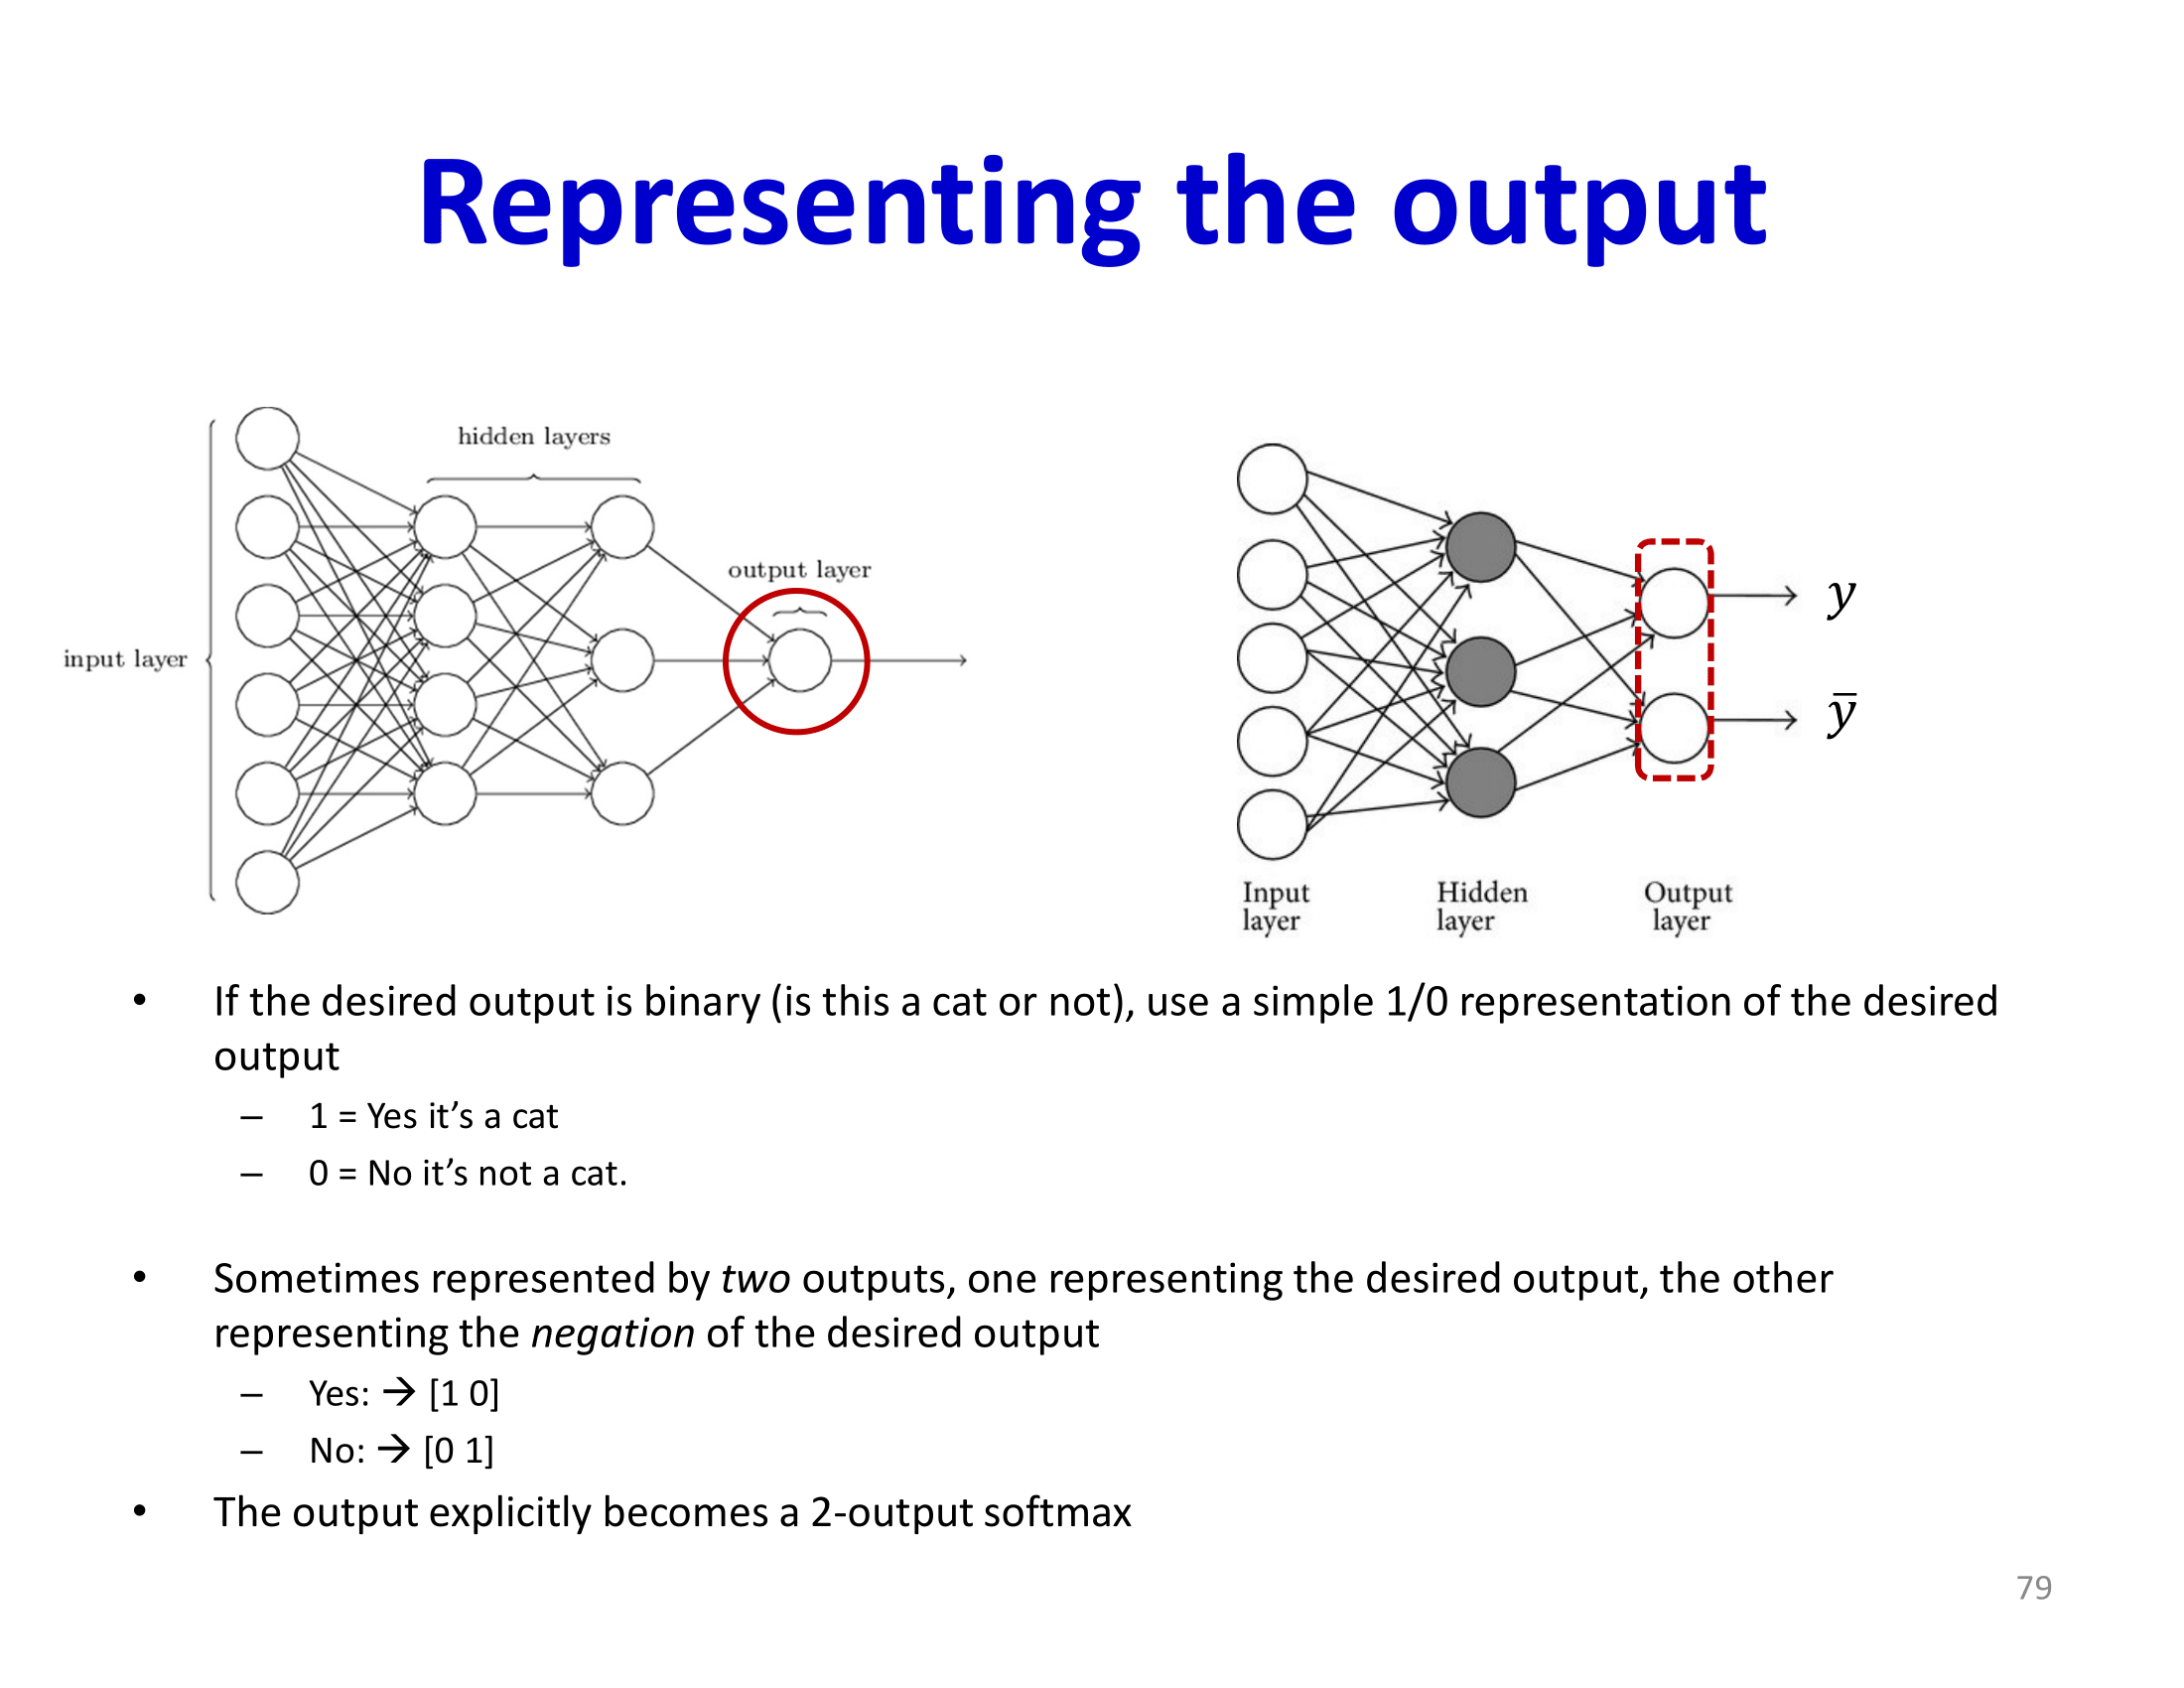 Representing the output
hidden layers
output layer
input layer
y
ȳ
Input
layer
Hidden
layer
Output
layer
• If the desired output is binary (is this a cat or not), use a simple 1/0 representation of the desired
output
– 1 = Yes it’s a cat
– 0 = No it’s not a cat.
• Sometimes represented by two outputs, one representing the desired output, the other
representing the negation of the desired output
– Yes: → [1 0]
– No: → [0 1]
• The output explicitly becomes a 2-output softmax
79